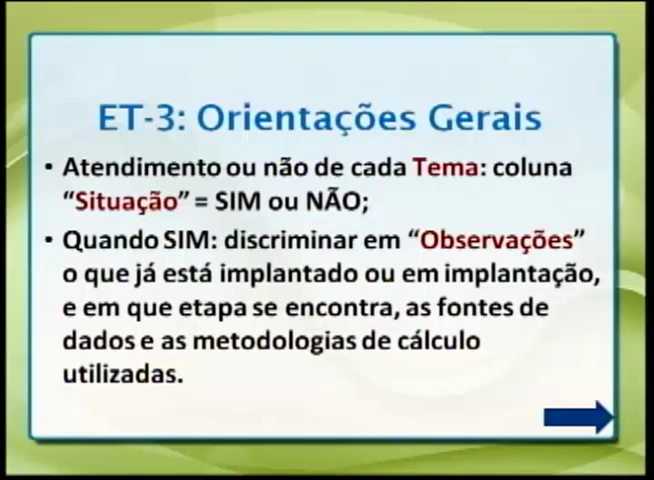 ET-3: Orientações Gerais
• Atendimento ou não de cada Tema: coluna
“Situação” = SIM ou NÃO;
• Quando SIM: discriminar em “Observações”
o que já está implantado ou em implantação,
e em que etapa se encontra, as fontes de
dados e as metodologias de cálculo
utilizadas.